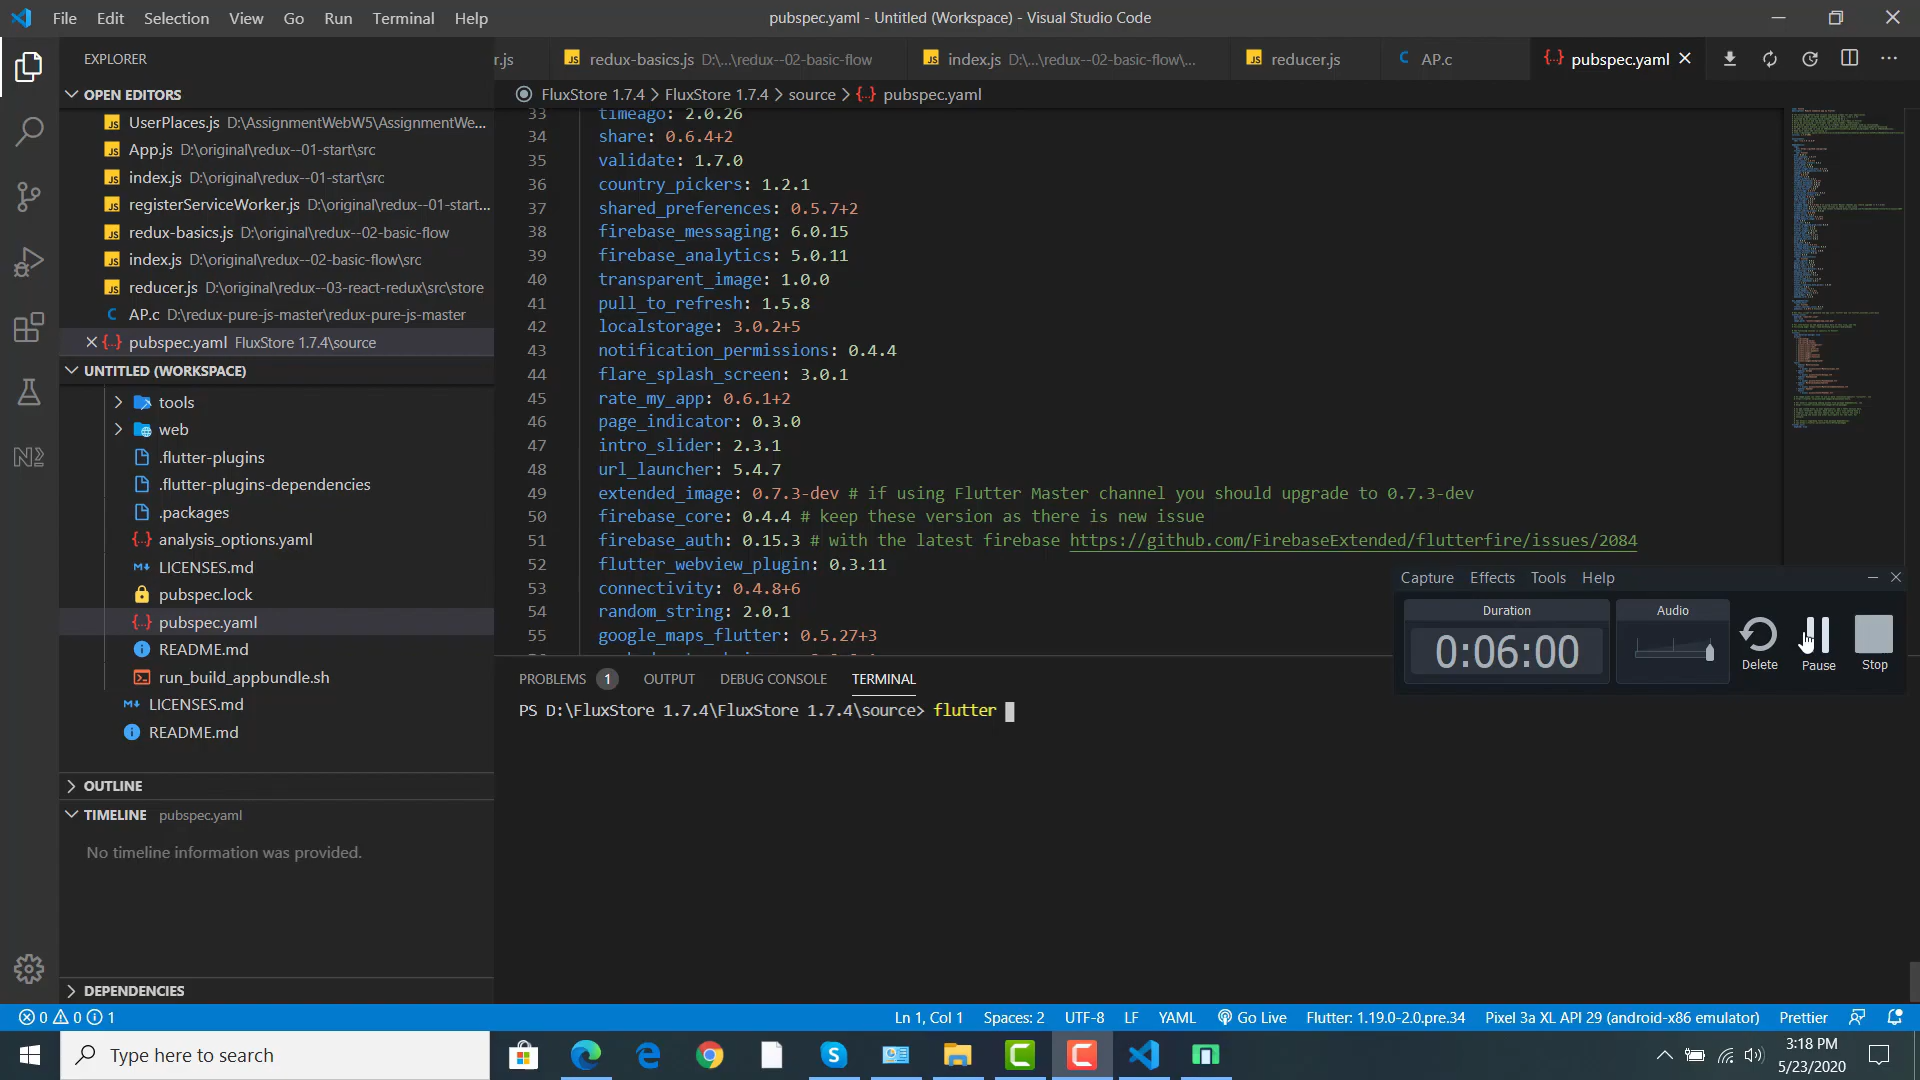 File Edit Selection View Go Run Terminal Help
pubspec.yaml - Untitled (Workspace) - Visual Studio Code
EXPLORER
OPEN EDITORS
UserPlaces.js D:\AssignmentWebW5\AssignmentWe...
App.js D:\original\redux--01-start\src
index.js D:\original\redux--01-start\src
registerServiceWorker.js D:\original\redux--01-start...
redux-basics.js D:\original\redux--02-basic-flow
index.js D:\original\redux--02-basic-flow\src
reducer.js D:\original\redux--03-react-redux\src\store
AP.c D:\redux-pure-js-master\redux-pure-js-master
pubspec.yaml FluxStore 1.7.4\source
UNTITLED (WORKSPACE)
tools
web
.flutter-plugins
.flutter-plugins-dependencies
.packages
analysis_options.yaml
LICENSES.md
pubspec.lock
pubspec.yaml
README.md
run_build_appbundle.sh
LICENSES.md
README.md
OUTLINE
TIMELINE pubspec.yaml
No timeline information was provided.
DEPENDENCIES
r.js redux-basics.js D:\...\redux--02-basic-flow index.js D:\...\redux--02-basic-flow\... reducer.js AP.c pubspec.yaml
FluxStore 1.7.4 > FluxStore 1.7.4 > source > pubspec.yaml
33 timeago: 2.0.26
34 share: 0.6.4+2
35 validate: 1.7.0
36 country_pickers: 1.2.1
37 shared_preferences: 0.5.7+2
38 firebase_messaging: 6.0.15
39 firebase_analytics: 5.0.11
40 transparent_image: 1.0.0
41 pull_to_refresh: 1.5.8
42 localstorage: 3.0.2+5
43 notification_permissions: 0.4.4
44 flare_splash_screen: 3.0.1
45 rate_my_app: 0.6.1+2
46 page_indicator: 0.3.0
47 intro_slider: 2.3.1
48 url_launcher: 5.4.7
49 extended_image: 0.7.3-dev # if using Flutter Master channel you should upgrade to 0.7.3-dev
50 firebase_core: 0.4.4 # keep these version as there is new issue
51 firebase_auth: 0.15.3 # with the latest firebase https://github.com/FirebaseExtended/flutterfire/issues/2084
52 flutter_webview_plugin: 0.3.11
53 connectivity: 0.4.8+6
54 random_string: 2.0.1
55 google_maps_flutter: 0.5.27+3
Capture Effects Tools Help
Duration
0:06:00
Audio
Delete
Pause
Stop
PROBLEMS 1 OUTPUT DEBUG CONSOLE TERMINAL
PS D:\FluxStore 1.7.4\FluxStore 1.7.4\source> flutter
0 0 1
Ln 1, Col 1 Spaces: 2 UTF-8 LF YAML Go Live Flutter: 1.19.0-2.0.pre.34 Pixel 3a XL API 29 (android-x86 emulator) Prettier
Type here to search
3:18 PM
5/23/2020